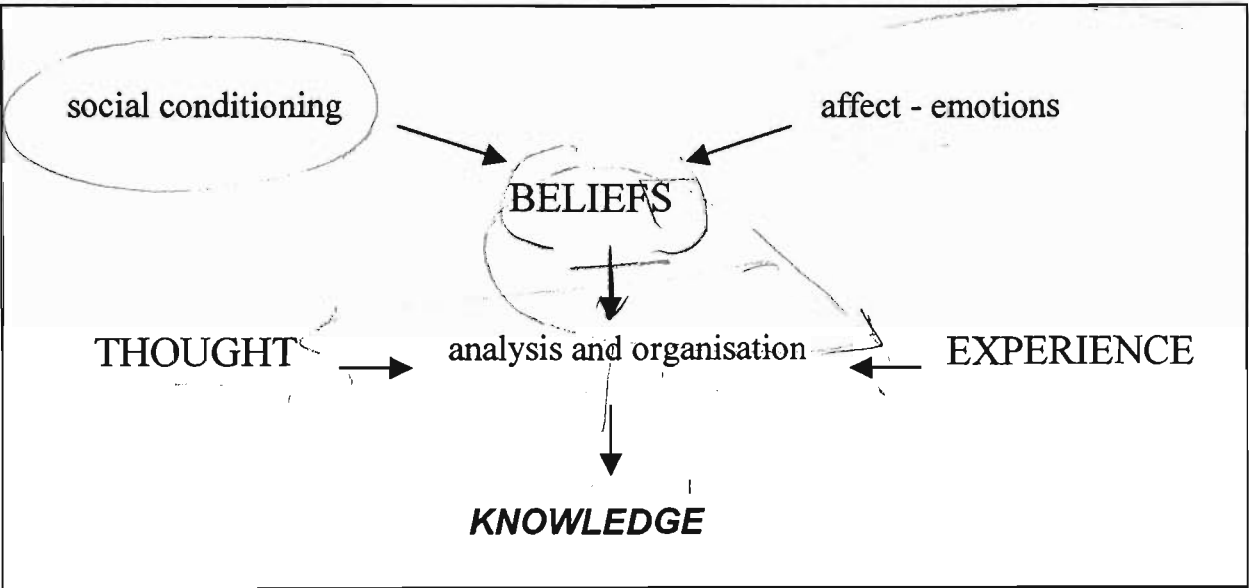 social conditioning
affect - emotions
BELIEFS
THOUGHT
analysis and organisation
EXPERIENCE
KNOWLEDGE